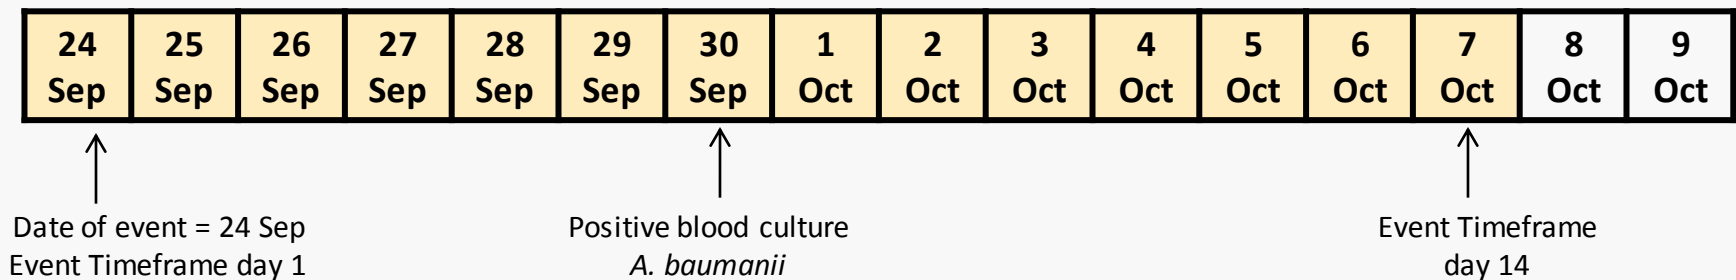 24 25 26 27 28 29 30 1 2 3 4 5 6 7 8 9
Sep Sep Sep Sep Sep Sep Sep Oct Oct Oct Oct Oct Oct Oct Oct Oct
Date of event = 24 Sep
Event Timeframe day 1
Positive blood culture
A. baumanii
Event Timeframe
day 14